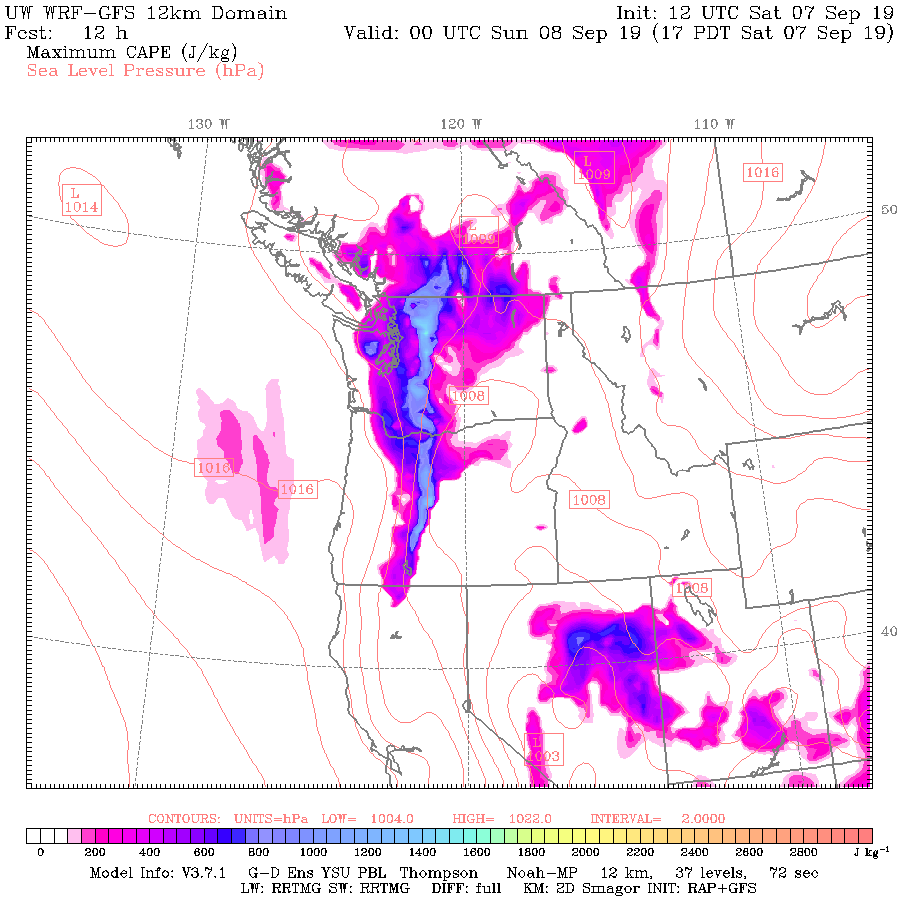 UW WRF-GFS 12km Domain Init: 12 UTC Sat 07 Sep 19
Fcst: 12 h Valid: 00 UTC Sun 08 Sep 19 (17 PDT Sat 07 Sep 19)
Maximum CAPE (J/kg)
Sea Level Pressure (hPa)
130 W 120 W 110 W
L
1009
1016
L
1014
50
L
1009
1008
1016
1016
1008
1008
40
L
1003
CONTOURS: UNITS=hPa LOW= 1004.0 HIGH= 1022.0 INTERVAL= 2.0000
0 200 400 600 800 1000 1200 1400 1600 1800 2000 2200 2400 2600 2800 J kg⁻¹
Model Info: V3.7.1 G-D Ens YSU PBL Thompson Noah-MP 12 km, 37 levels, 72 sec
LW: RRTMG SW: RRTMG DIFF: full KM: 2D Smagor INIT: RAP+GFS